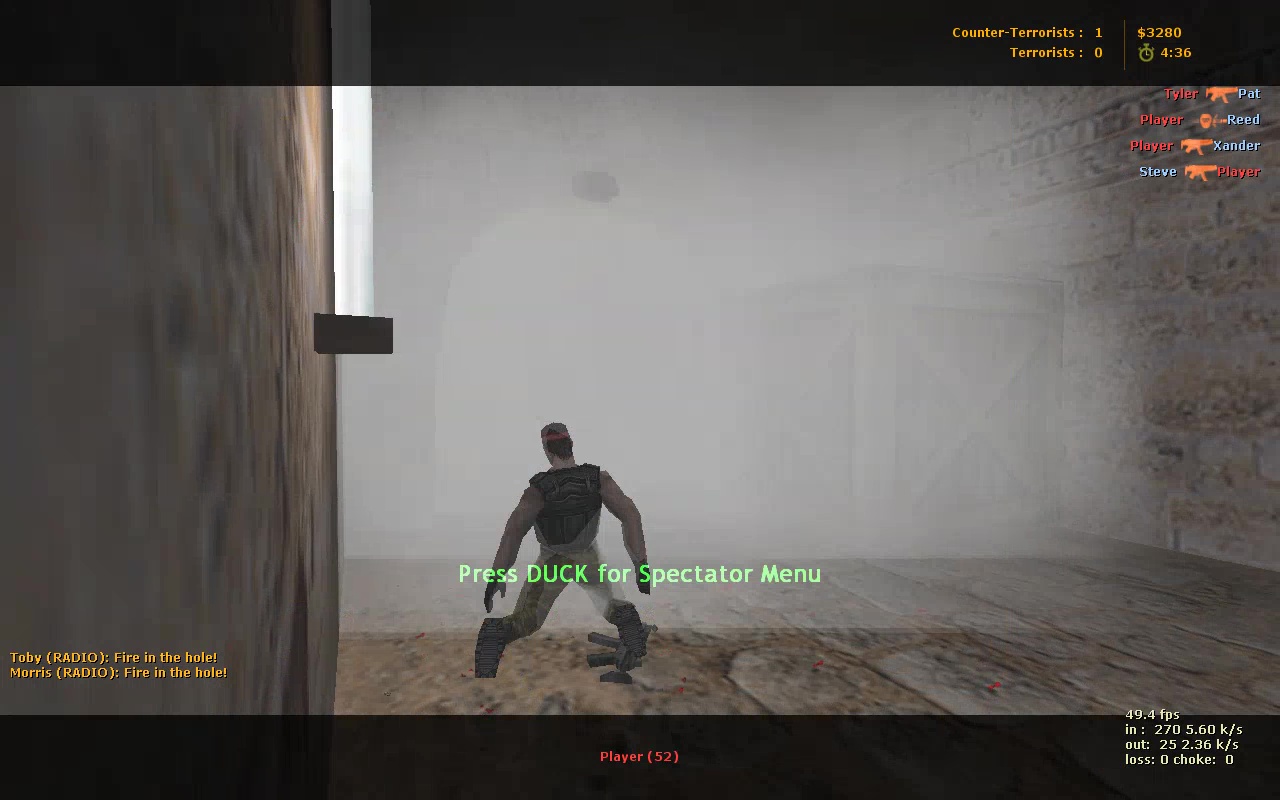 Counter-Terrorists : 1 $3280
Terrorists : 0 4:36
Tyler Pat
Player Reed
Player Xander
Steve Player
Press DUCK for Spectator Menu
Toby (RADIO): Fire in the hole!
Morris (RADIO): Fire in the hole!
49.4 fps
in : 270 5.60 k/s
out: 25 2.36 k/s
loss: 0 choke: 0
Player (52)